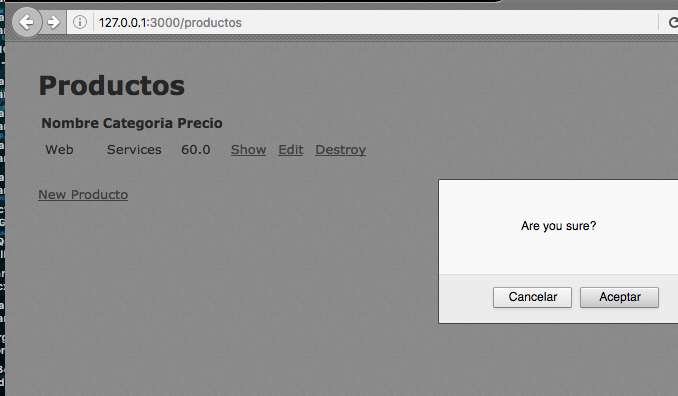 127.0.0.1:3000/productos
Productos
Nombre Categoria Precio
Web Services 60.0 Show Edit Destroy
New Producto
Are you sure?
Cancelar Aceptar